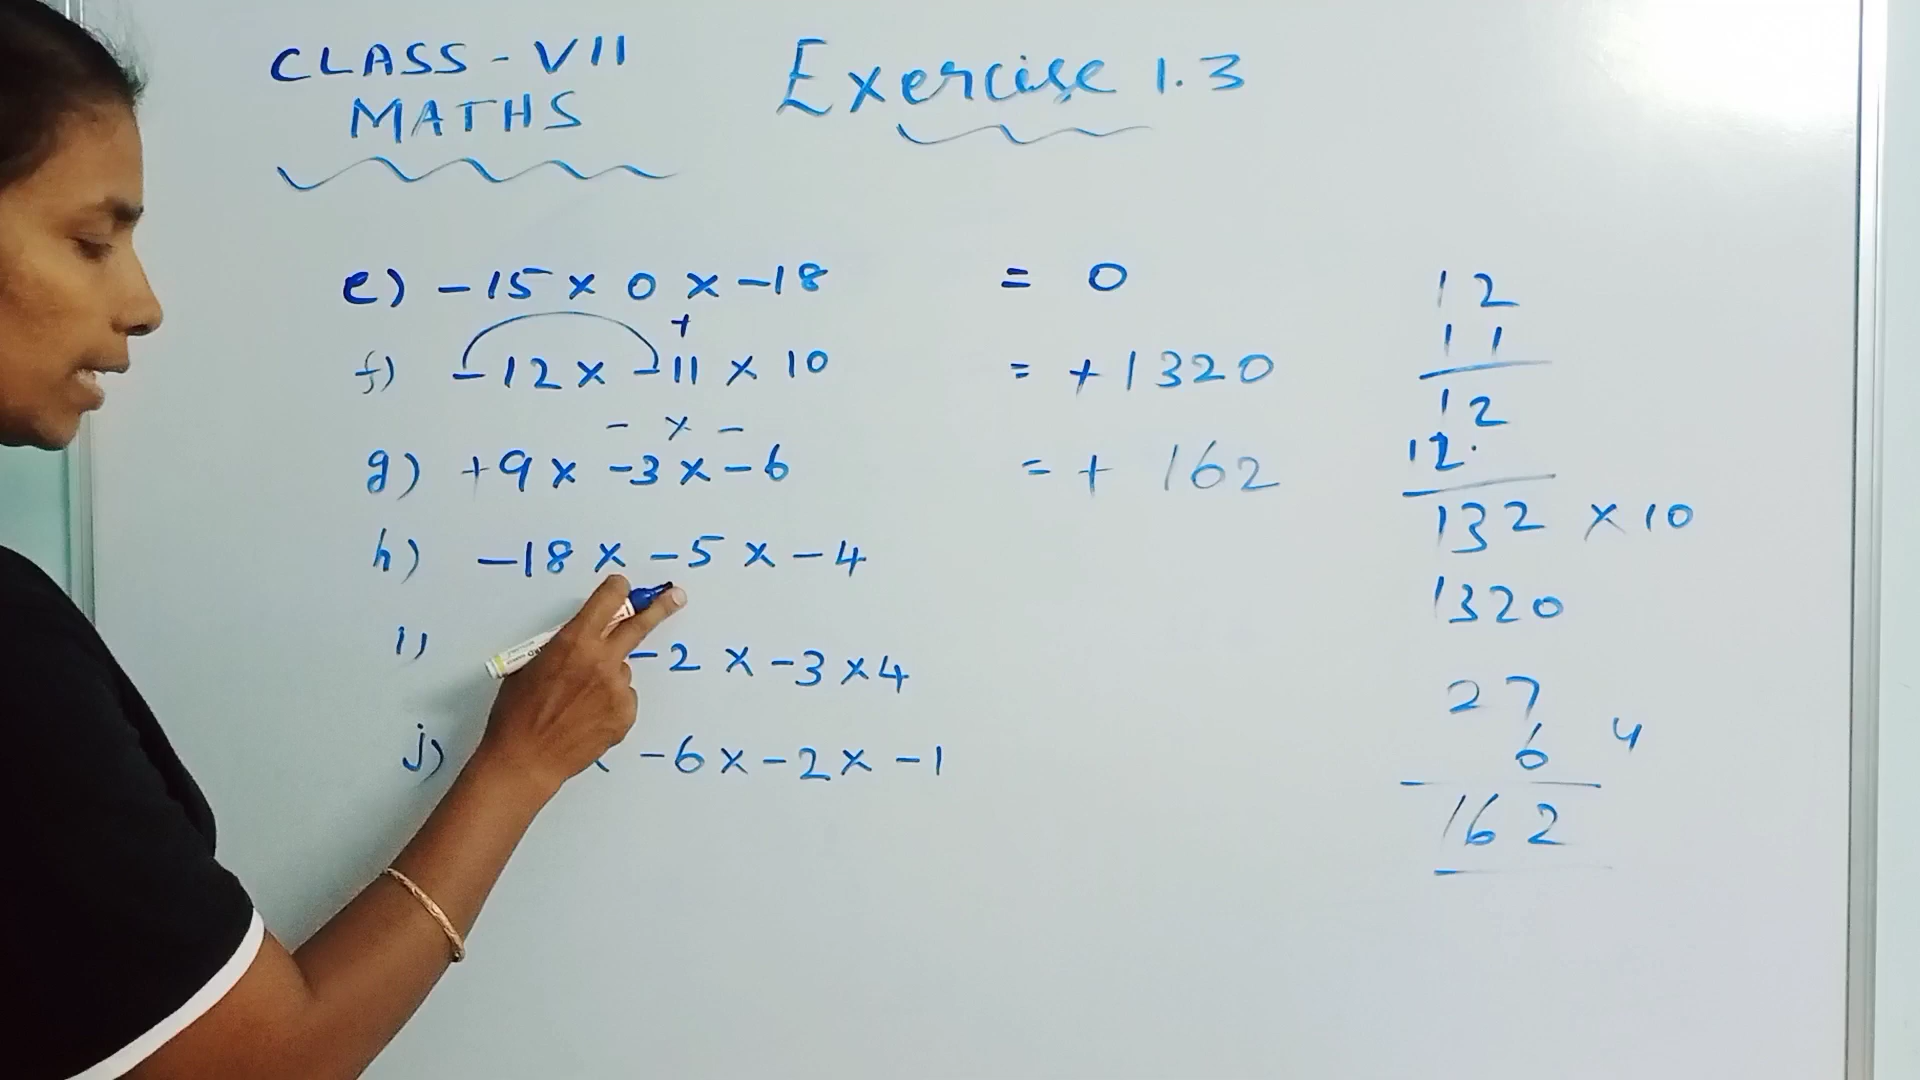 CLASS - VII
MATHS
Exercise 1.3
e) -15 x 0 x -18 = 0
+
f) -12 x -11 x 10 = +1320
- x -
g) +9 x -3 x -6 = + 162
h) -18 x -5 x -4
i) -2 x -3 x 4
j) -6 x -2 x -1
12
11
12
12.
132 x 10
1320
27
6 4
162